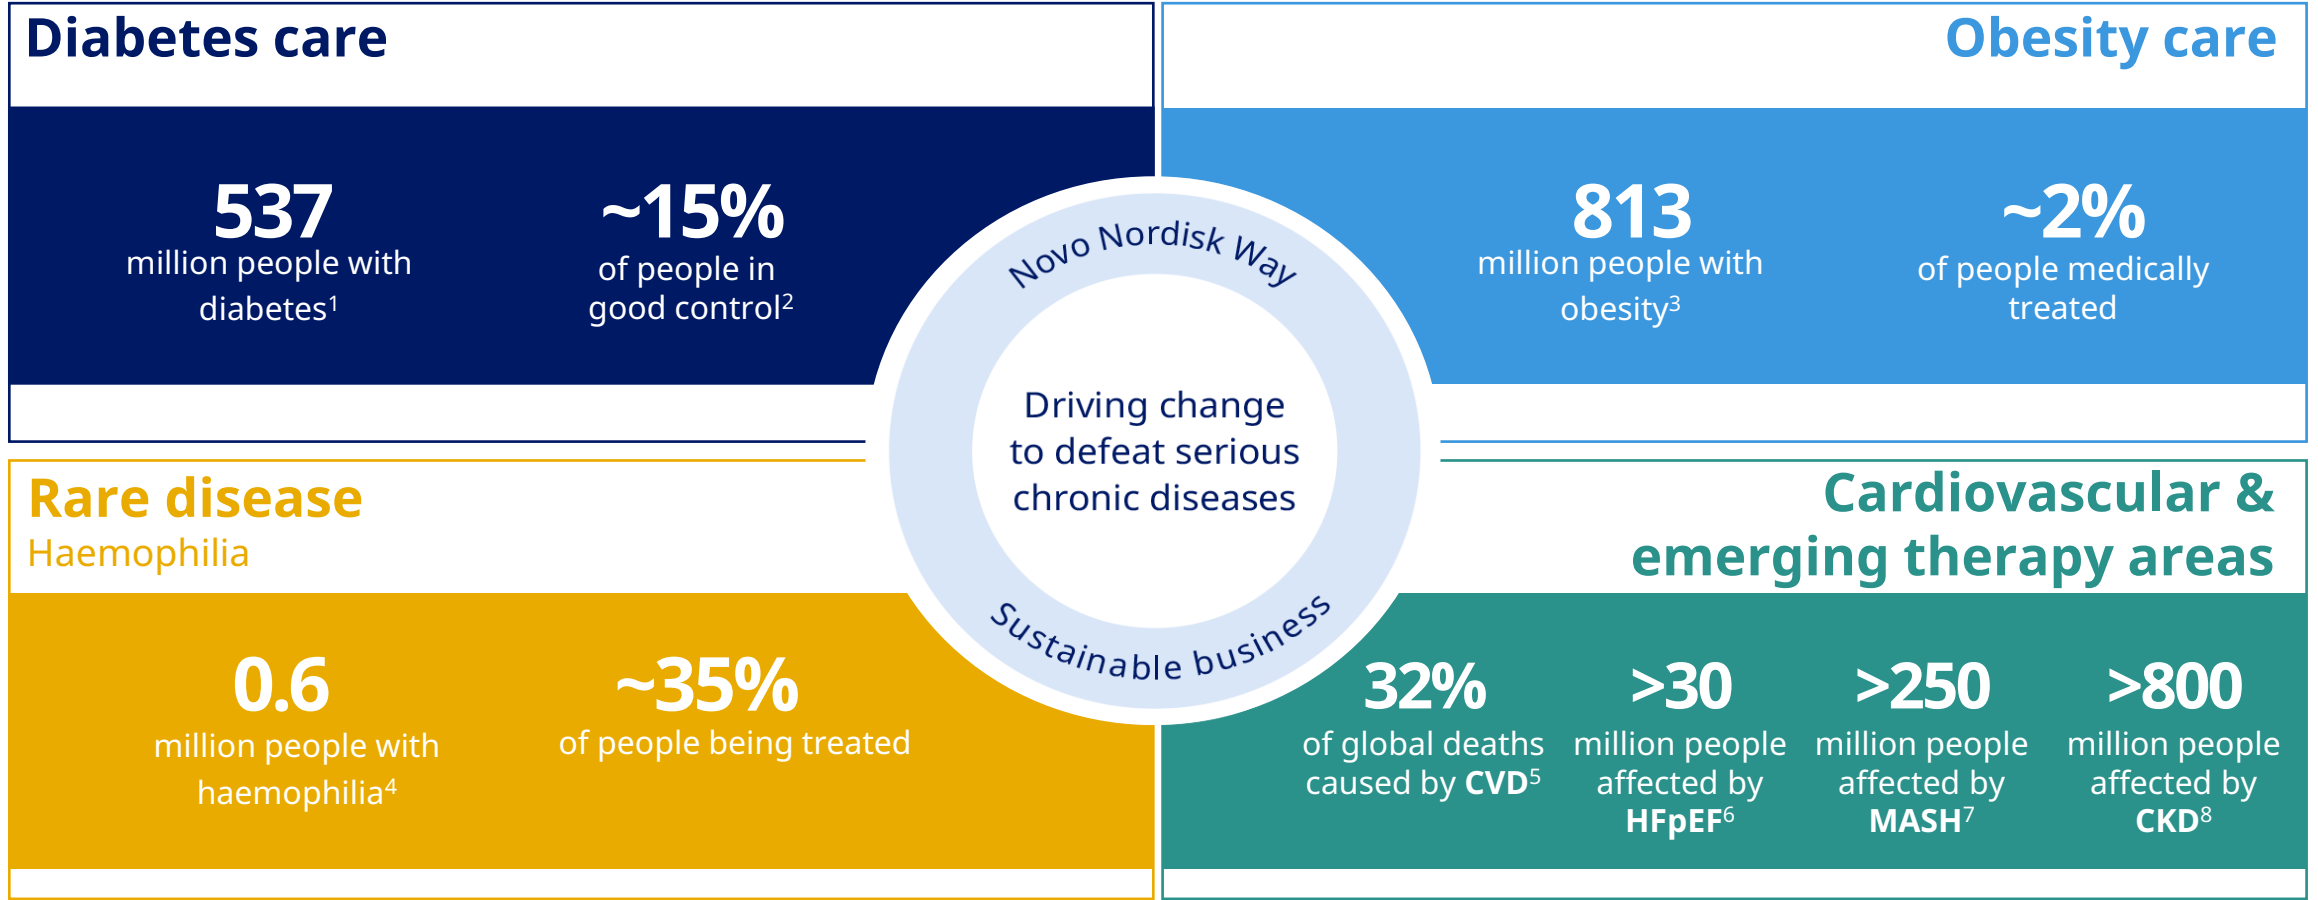 Diabetes care
537
million people with
diabetes¹
~15%
of people in
good control²
Obesity care
813
million people with
obesity³
~2%
of people medically
treated
Novo Nordisk Way
Driving change
to defeat serious
chronic diseases
Sustainable business
Rare disease
Haemophilia
0.6
million people with
haemophilia⁴
~35%
of people being treated
Cardiovascular &
emerging therapy areas
32%
of global deaths
caused by CVD⁵
>30
million people
affected by
HFpEF⁶
>250
million people
affected by
MASH⁷
>800
million people
affected by
CKD⁸